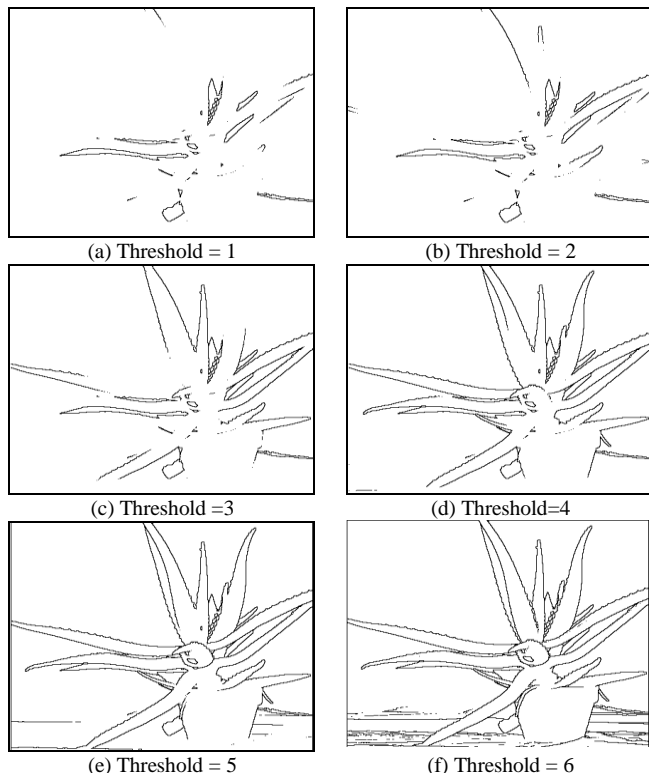 (a) Threshold = 1
(b) Threshold = 2
(c) Threshold =3
(d) Threshold=4
(e) Threshold = 5
(f) Threshold = 6